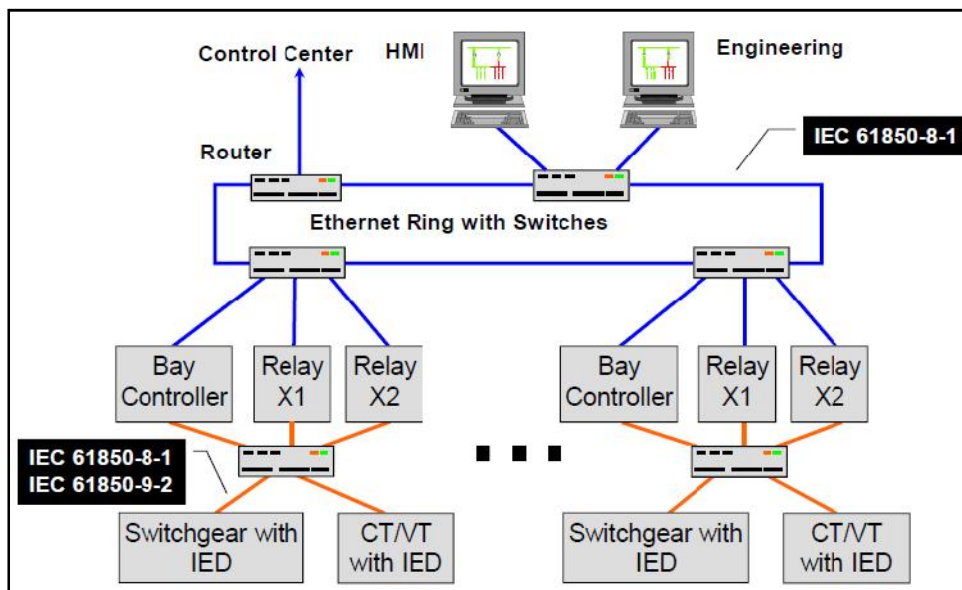 Control Center
HMI
Engineering
IEC 61850-8-1
Router
Ethernet Ring with Switches
Bay
Controller
Relay
X1
Relay
X2
Bay
Controller
Relay
X1
Relay
X2
IEC 61850-8-1
IEC 61850-9-2
Switchgear with
IED
CT/VT
with IED
Switchgear with
IED
CT/VT
with IED